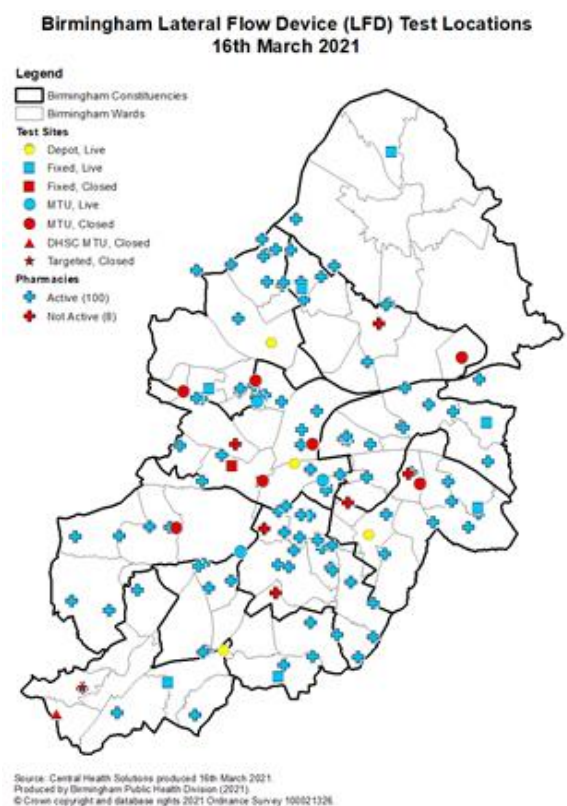 Birmingham Lateral Flow Device (LFD) Test Locations
16th March 2021
Legend
Birmingham Constituencies
Birmingham Wards
Test Sites
Depot, Live
Fixed, Live
Fixed, Closed
MTU, Live
MTU, Closed
DHSC MTU, Closed
Targeted, Closed
Pharmacies
Active (100)
Not Active (8)
Source: Central Health Solutions produced 16th March 2021.
Produced by Birmingham Public Health Division (2021).
© Crown copyright and database rights 2021 Ordnance Survey 100021326.